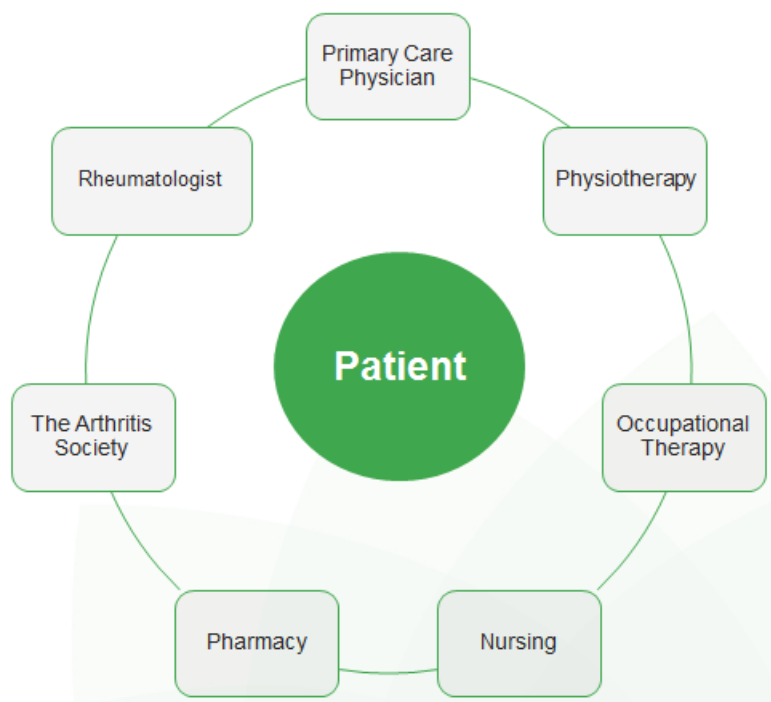 Primary Care
Physician
Rheumatologist
Physiotherapy
Patient
The Arthritis
Society
Occupational
Therapy
Pharmacy
Nursing